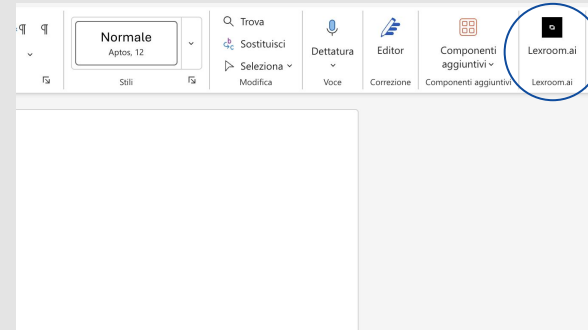 Normale
Aptos, 12
Stili
Trova
Sostituisci
Seleziona
Modifica
Dettatura
Voce
Editor
Correzione
Componenti
aggiuntivi
Componenti aggiuntivi
Lexroom.ai
Lexroom.ai